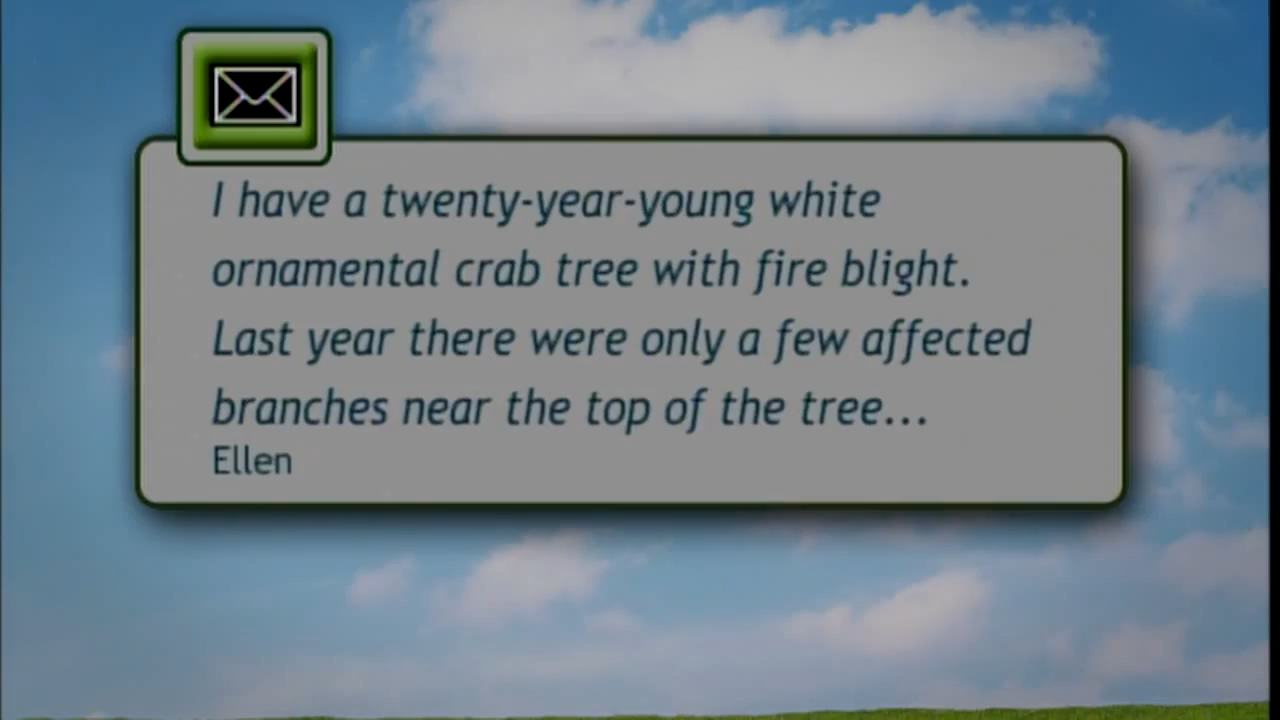 I have a twenty-year-young white
ornamental crab tree with fire blight.
Last year there were only a few affected
branches near the top of the tree...
Ellen